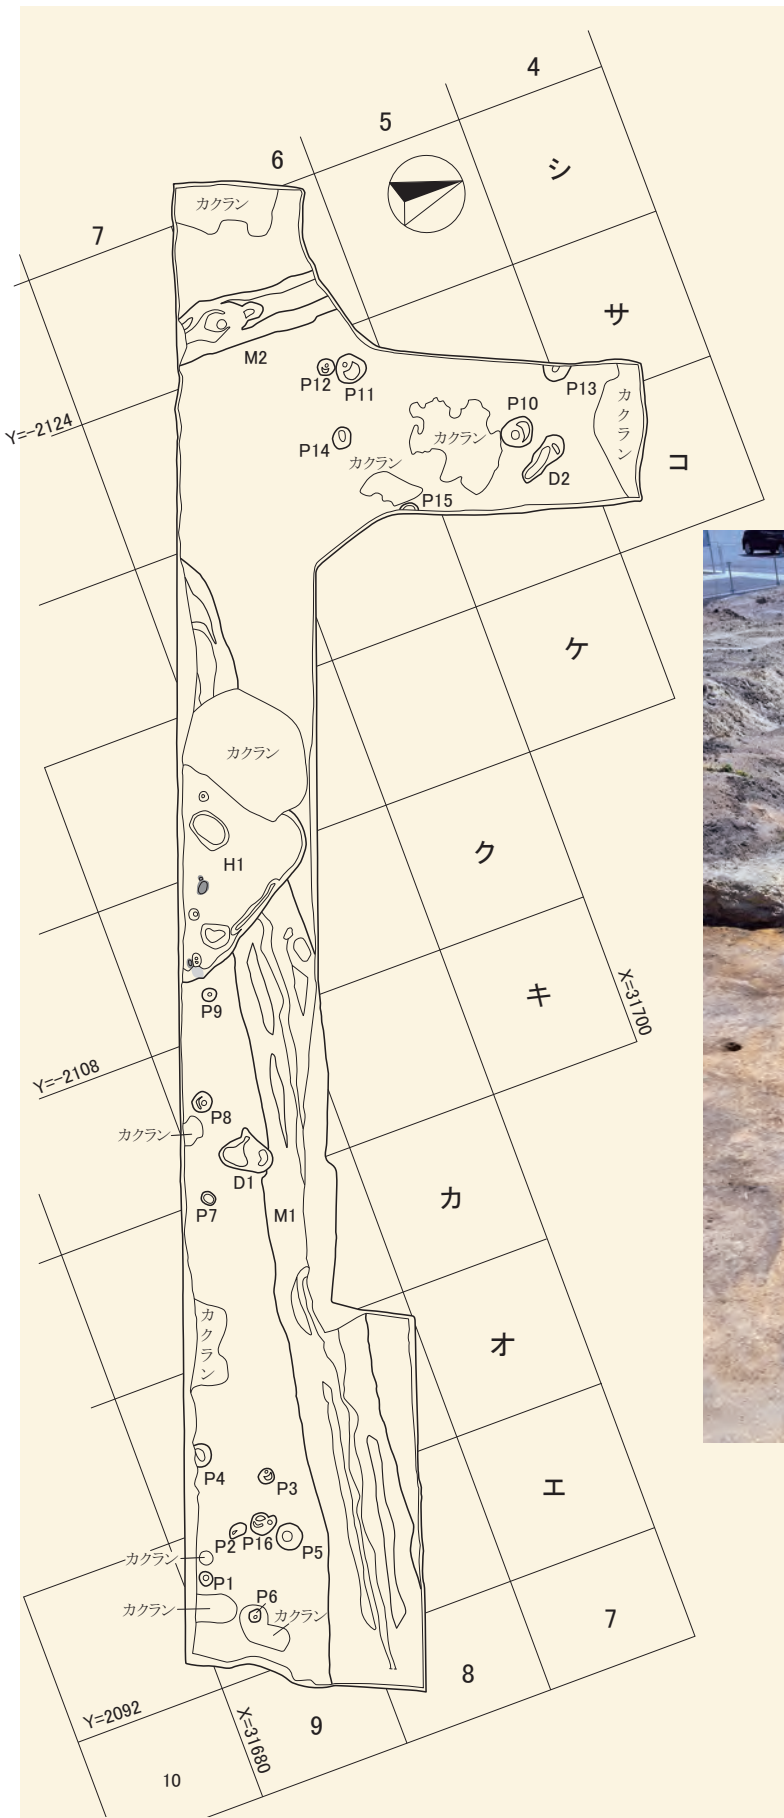 4
5
シ
6
カクラン
7
サ
M2
P12
P11
P13
カクラン
P10
Y=-2124
カクラン
P14
カクラン
コ
D2
P15
ケ
カクラン
ク
H1
キ
X=31700
P9
Y=-2108
P8
カクラン
D1
カ
P7
M1
カクラン
オ
P4
P3
エ
P2
P16
P5
カクラン
P1
P6
カクラン
カクラン
7
8
Y=2092
X=31680
9
10